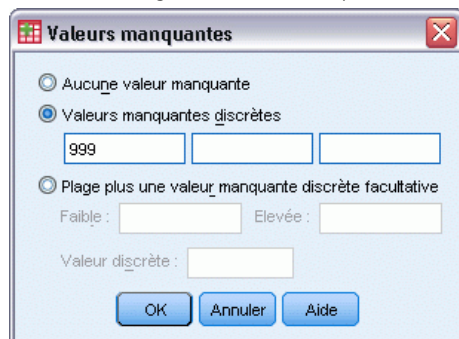 Valeurs manquantes
Aucune valeur manquante
Valeurs manquantes discrètes
999
Plage plus une valeur manquante discrète facultative
Faible : Elevée :
Valeur discrète :
OK Annuler Aide